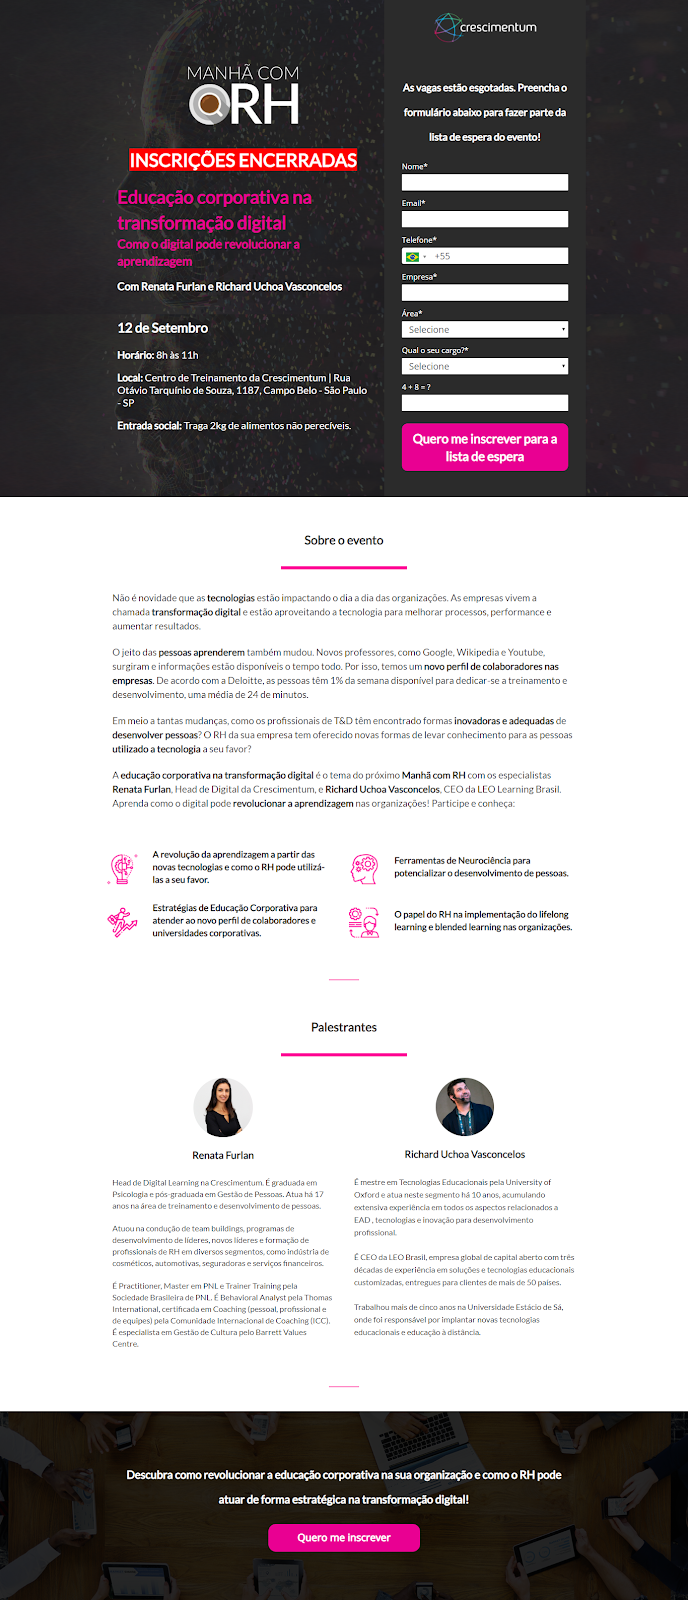 MANHÃ COM
RH
INSCRIÇÕES ENCERRADAS
Educação corporativa na
transformação digital
Como o digital pode revolucionar a
aprendizagem
Com Renata Furlan e Richard Uchoa Vasconcelos
12 de Setembro
Horário: 8h às 11h
Local: Centro de Treinamento da Crescimentum | Rua
Otávio Tarquínio de Souza, 1187, Campo Belo - São Paulo
- SP
Entrada social: Traga 2kg de alimentos não perecíveis.
crescimentum
As vagas estão esgotadas. Preencha o
formulário abaixo para fazer parte da
lista de espera do evento!
Nome*
Email*
Telefone*
+55
Empresa*
Área*
Selecione
Qual o seu cargo?*
Selecione
4 + 8 = ?
Quero me inscrever para a
lista de espera
Sobre o evento
Não é novidade que as tecnologias estão impactando o dia a dia das organizações. As empresas vivem a
chamada transformação digital e estão aproveitando a tecnologia para melhorar processos, performance e
aumentar resultados.
O jeito das pessoas aprenderem também mudou. Novos professores, como Google, Wikipedia e Youtube,
surgiram e informações estão disponíveis o tempo todo. Por isso, temos um novo perfil de colaboradores nas
empresas. De acordo com a Deloitte, as pessoas têm 1% da semana disponível para dedicar-se a treinamento e
desenvolvimento, uma média de 24 de minutos.
Em meio a tantas mudanças, como os profissionais de T&D têm encontrado formas inovadoras e adequadas de
desenvolver pessoas? O RH da sua empresa tem oferecido novas formas de levar conhecimento para as pessoas
utilizado a tecnologia a seu favor?
A educação corporativa na transformação digital é o tema do próximo Manhã com RH com os especialistas
Renata Furlan, Head de Digital da Crescimentum, e Richard Uchoa Vasconcelos, CEO da LEO Learning Brasil.
Aprenda como o digital pode revolucionar a aprendizagem nas organizações! Participe e conheça:
A revolução da aprendizagem a partir das
novas tecnologias e como o RH pode utilizá-
las a seu favor.
Ferramentas de Neurociência para
potencializar o desenvolvimento de pessoas.
Estratégias de Educação Corporativa para
atender ao novo perfil de colaboradores e
universidades corporativas.
O papel do RH na implementação do lifelong
learning e blended learning nas organizações.
Palestrantes
Renata Furlan
Head de Digital Learning na Crescimentum. É graduada em
Psicologia e pós-graduada em Gestão de Pessoas. Atua há 17
anos na área de treinamento e desenvolvimento de pessoas.
Atuou na condução de team buildings, programas de
desenvolvimento de líderes, novos líderes e formação de
profissionais de RH em diversos segmentos, como indústria de
cosméticos, automotivas, seguradoras e serviços financeiros.
É Practitioner, Master em PNL e Trainer Training pela
Sociedade Brasileira de PNL. É Behavioral Analyst pela Thomas
International, certificada em Coaching (pessoal, profissional e
de equipes) pela Comunidade Internacional de Coaching (ICC).
É especialista em Gestão de Cultura pelo Barrett Values
Centre.
Richard Uchoa Vasconcelos
É mestre em Tecnologias Educacionais pela University of
Oxford e atua neste segmento há 10 anos, acumulando
extensiva experiência em todos os aspectos relacionados a
EAD , tecnologias e inovação para desenvolvimento
profissional.
É CEO da LEO Brasil, empresa global de capital aberto com três
décadas de experiência em soluções e tecnologias educacionais
customizadas, entregues para clientes de mais de 50 países.
Trabalhou mais de cinco anos na Universidade Estácio de Sá,
onde foi responsável por implantar novas tecnologias
educacionais e educação à distância.
Descubra como revolucionar a educação corporativa na sua organização e como o RH pode
atuar de forma estratégica na transformação digital!
Quero me inscrever